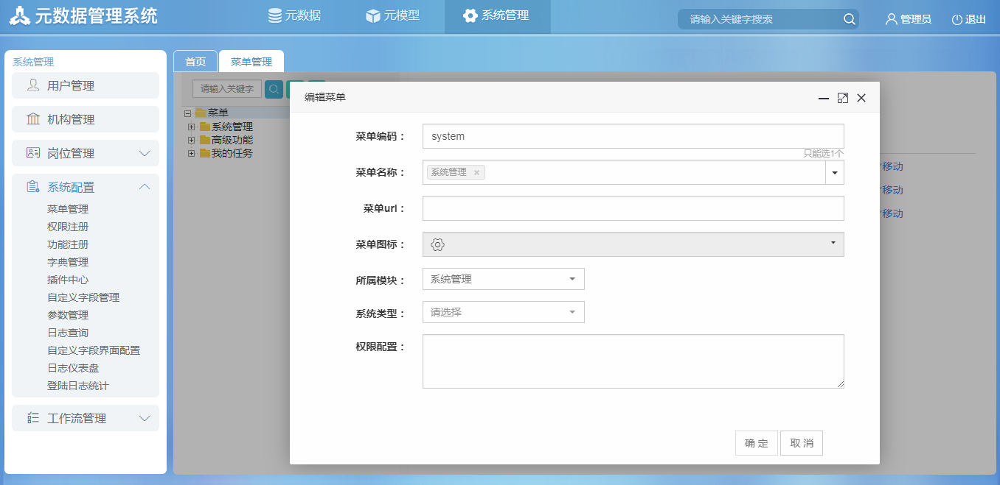 元数据管理系统
元数据
元模型
系统管理
请输入关键字搜索
管理员
退出
系统管理
用户管理
机构管理
岗位管理
系统配置
菜单管理
权限注册
功能注册
字典管理
插件中心
自定义字段管理
参数管理
日志查询
自定义字段界面配置
日志仪表盘
登陆日志统计
工作流管理
首页
菜单管理
请输入关键字
菜单
系统管理
高级功能
我的任务
移动
移动
移动
编辑菜单
菜单编码：
system
只能选1个
菜单名称：
系统管理 ×
菜单url：
菜单图标：
所属模块：
系统管理
系统类型：
请选择
权限配置：
确 定
取 消